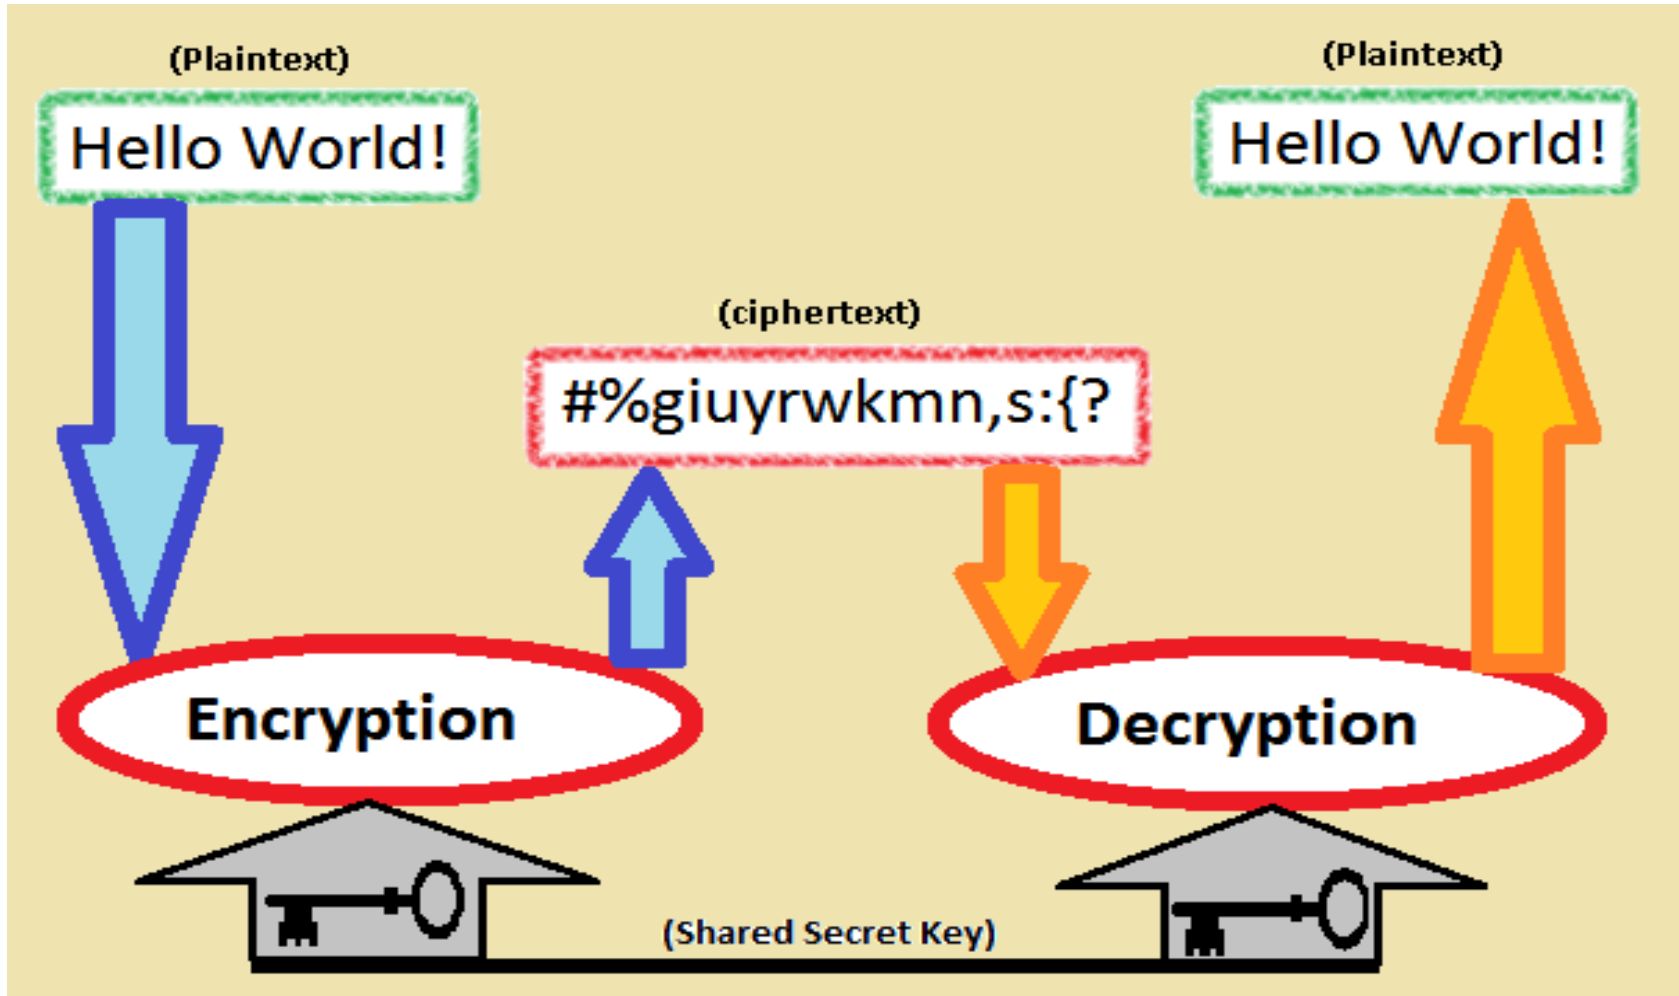 (Plaintext)
Hello World!
(Plaintext)
Hello World!
(ciphertext)
#%giuyrwkmn,s:{?
Encryption
Decryption
(Shared Secret Key)